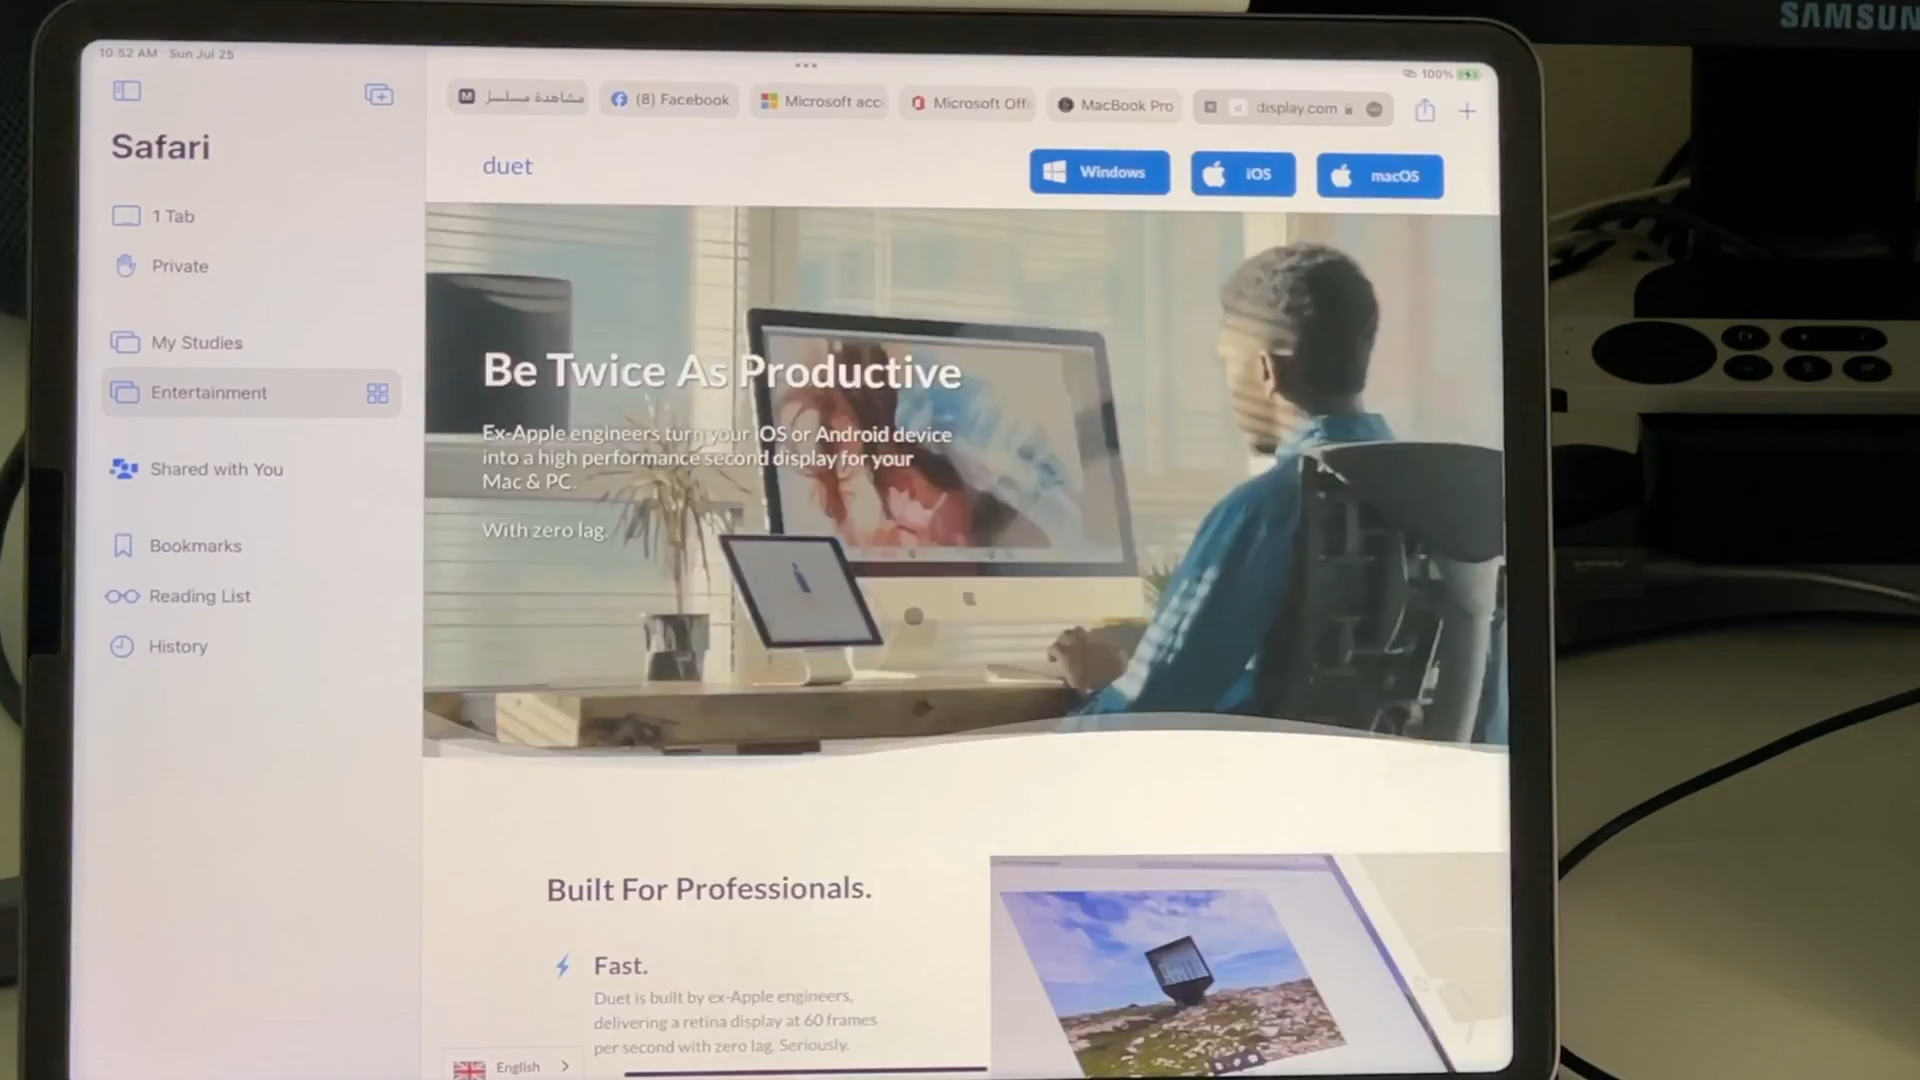 SAMSUN
10:52 AM Sun Jul 25
100%
مشاهدة مسلسل
(8) Facebook
Microsoft acc
Microsoft Offi
MacBook Pro
display.com
Safari
1 Tab
Private
My Studies
Entertainment
Shared with You
Bookmarks
Reading List
History
duet
Windows
iOS
macOS
Be Twice As Productive
Ex-Apple engineers turn your iOS or Android device
into a high performance second display for your
Mac & PC.
With zero lag.
Built For Professionals.
Fast.
Duet is built by ex-Apple engineers,
delivering a retina display at 60 frames
per second with zero lag. Seriously.
English